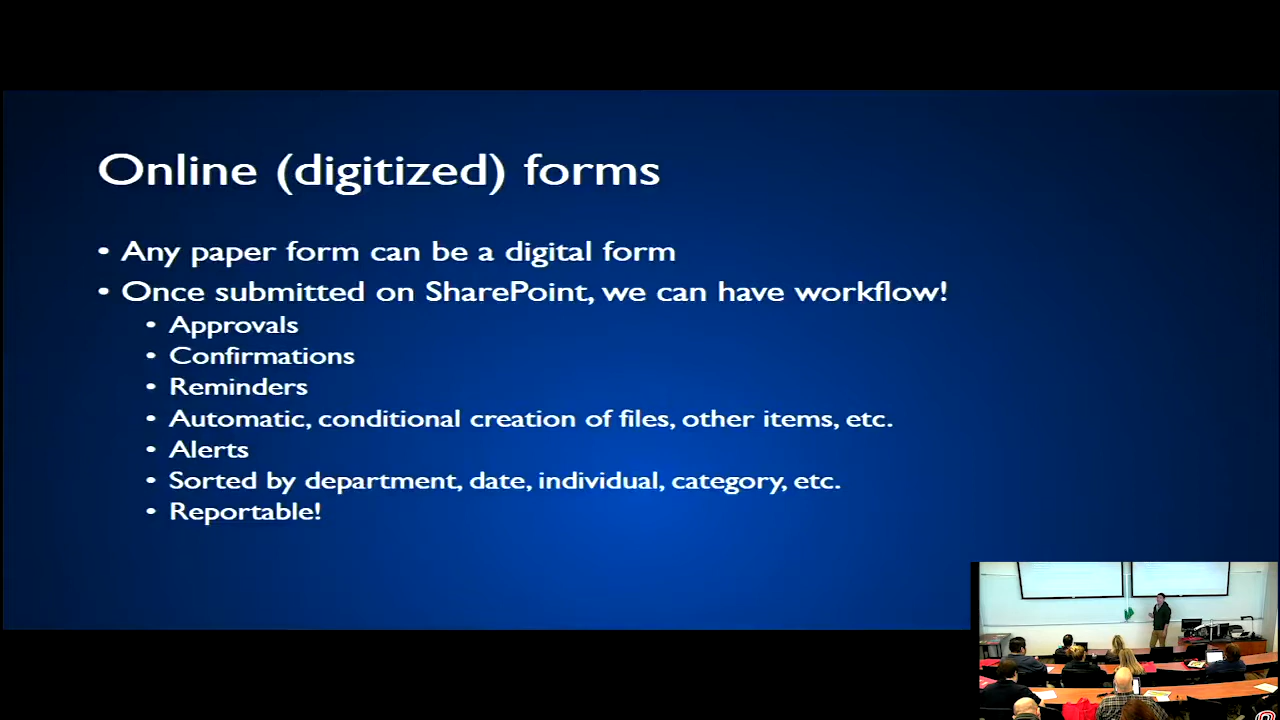 Online (digitized) forms
• Any paper form can be a digital form
• Once submitted on SharePoint, we can have workflow!
• Approvals
• Confirmations
• Reminders
• Automatic, conditional creation of files, other items, etc.
• Alerts
• Sorted by department, date, individual, category, etc.
• Reportable!